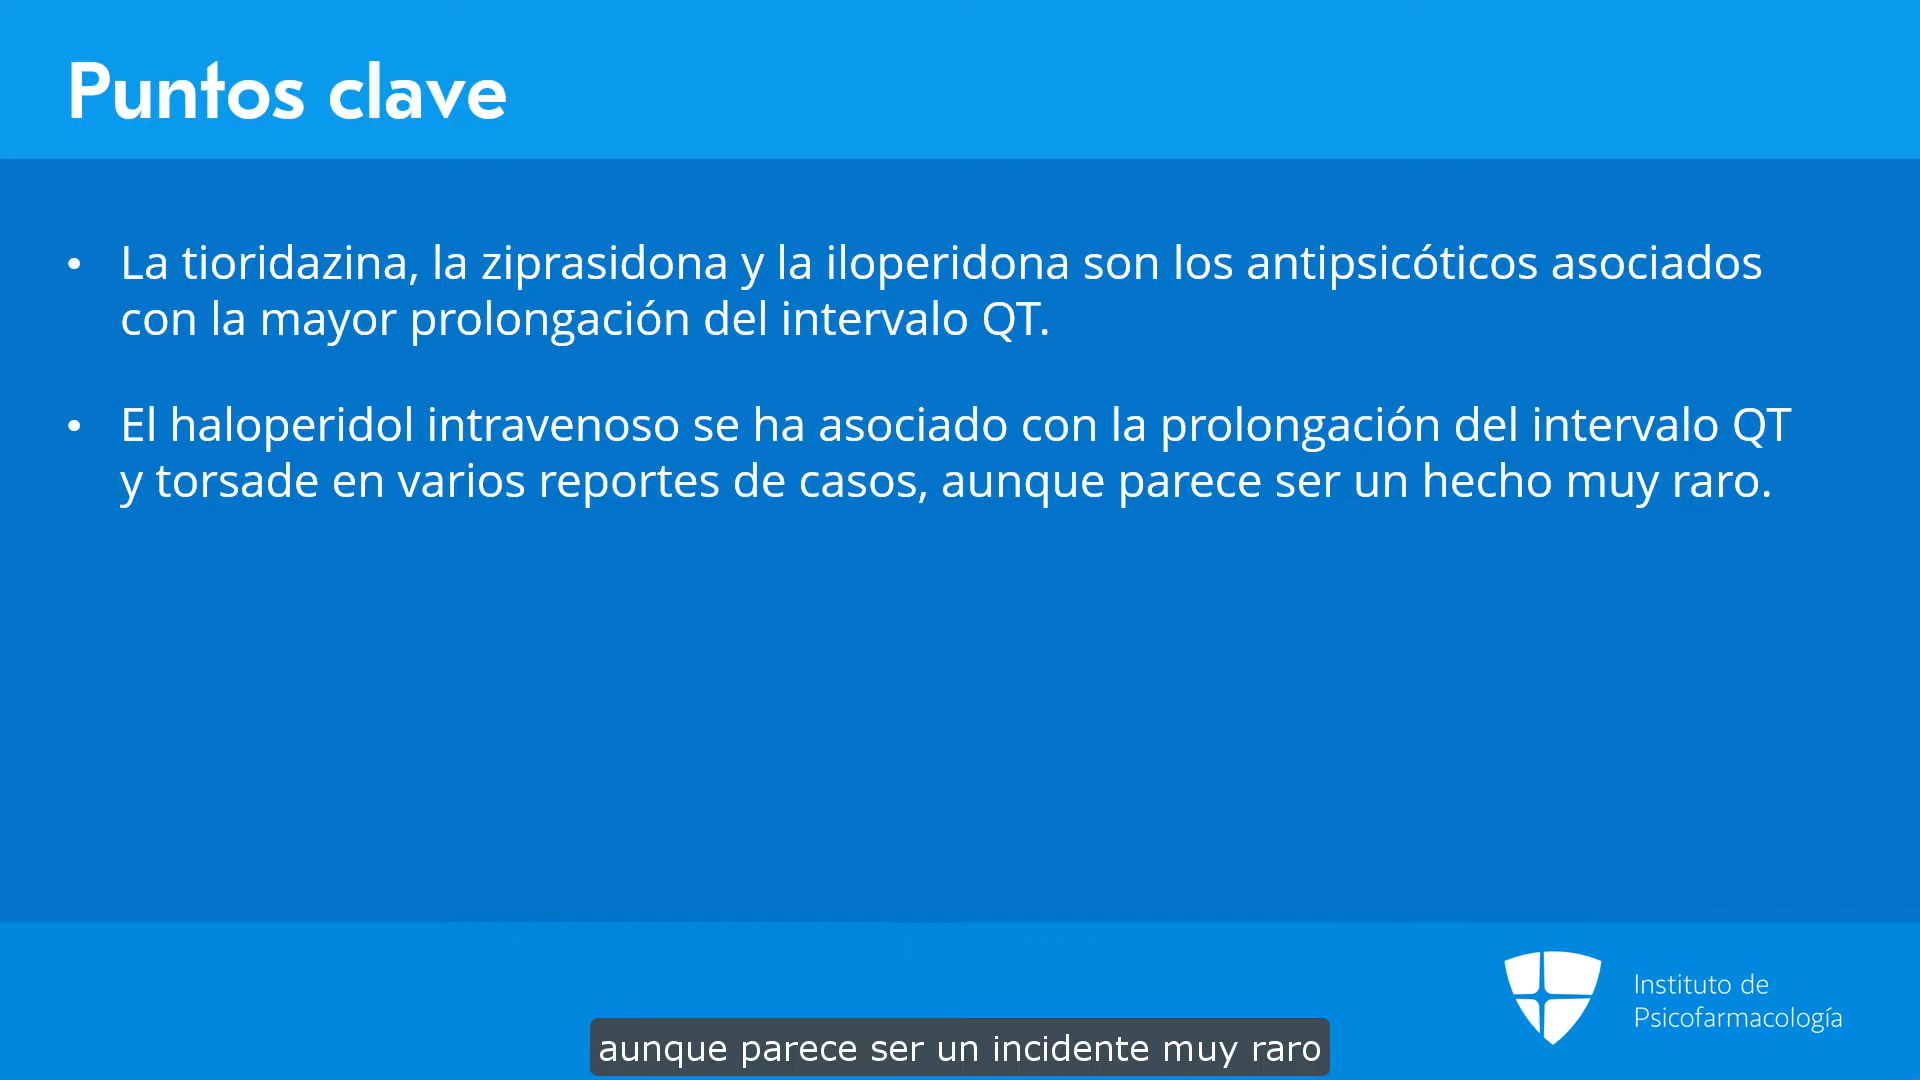 Puntos clave
• La tioridazina, la ziprasidona y la iloperidona son los antipsicóticos asociados
con la mayor prolongación del intervalo QT.
• El haloperidol intravenoso se ha asociado con la prolongación del intervalo QT
y torsade en varios reportes de casos, aunque parece ser un hecho muy raro.
Instituto de
Psicofarmacología
aunque parece ser un incidente muy raro